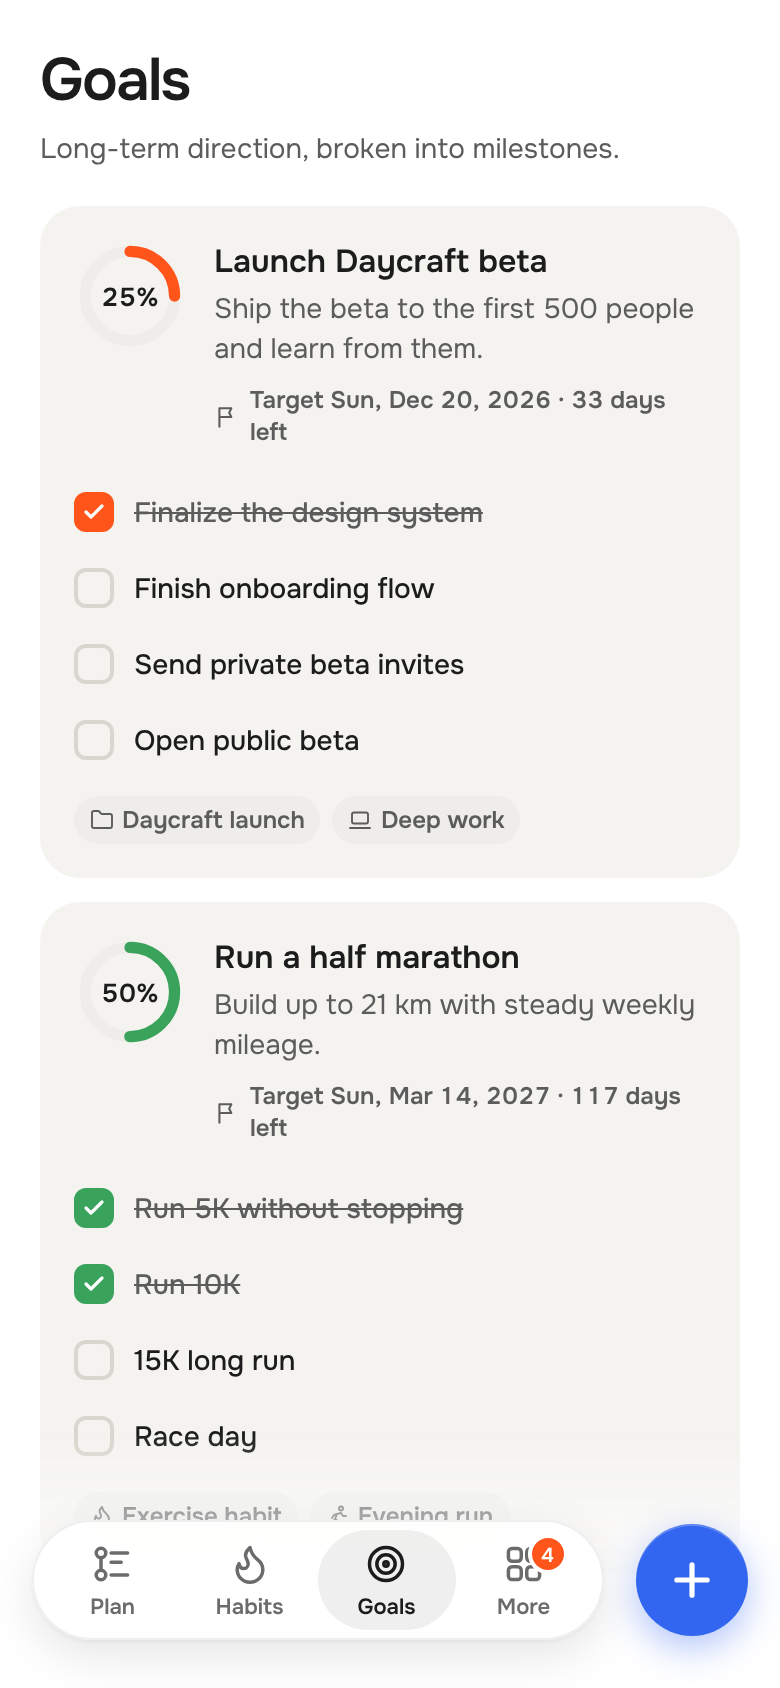 Goals
Long-term direction, broken into milestones.
25%
Launch Daycraft beta
Ship the beta to the first 500 people
and learn from them.
Target Sun, Dec 20, 2026 · 33 days
left
Finalize the design system
Finish onboarding flow
Send private beta invites
Open public beta
Daycraft launch
Deep work
50%
Run a half marathon
Build up to 21 km with steady weekly
mileage.
Target Sun, Mar 14, 2027 · 117 days
left
Run 5K without stopping
Run 10K
15K long run
Race day
Exercise habit
Evening run
Plan
Habits
Goals
4
More